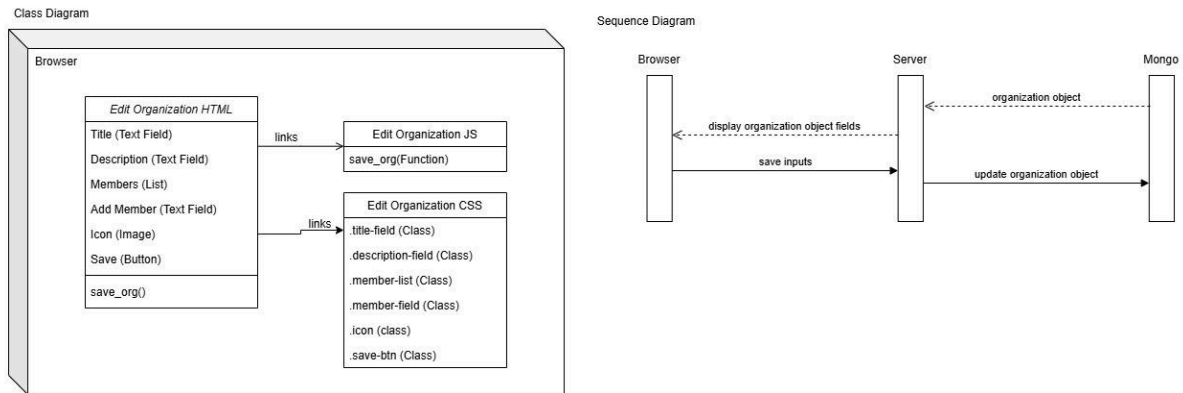 Class Diagram
Browser
Edit Organization HTML
Title (Text Field)
Description (Text Field)
Members (List)
Add Member (Text Field)
Icon (Image)
Save (Button)
save_org()
links
links
Edit Organization JS
save_org(Function)
Edit Organization CSS
.title-field (Class)
.description-field (Class)
.member-list (Class)
.member-field (Class)
.icon (class)
.save-btn (Class)
Sequence Diagram
Browser
Server
Mongo
organization object
display organization object fields
save inputs
update organization object